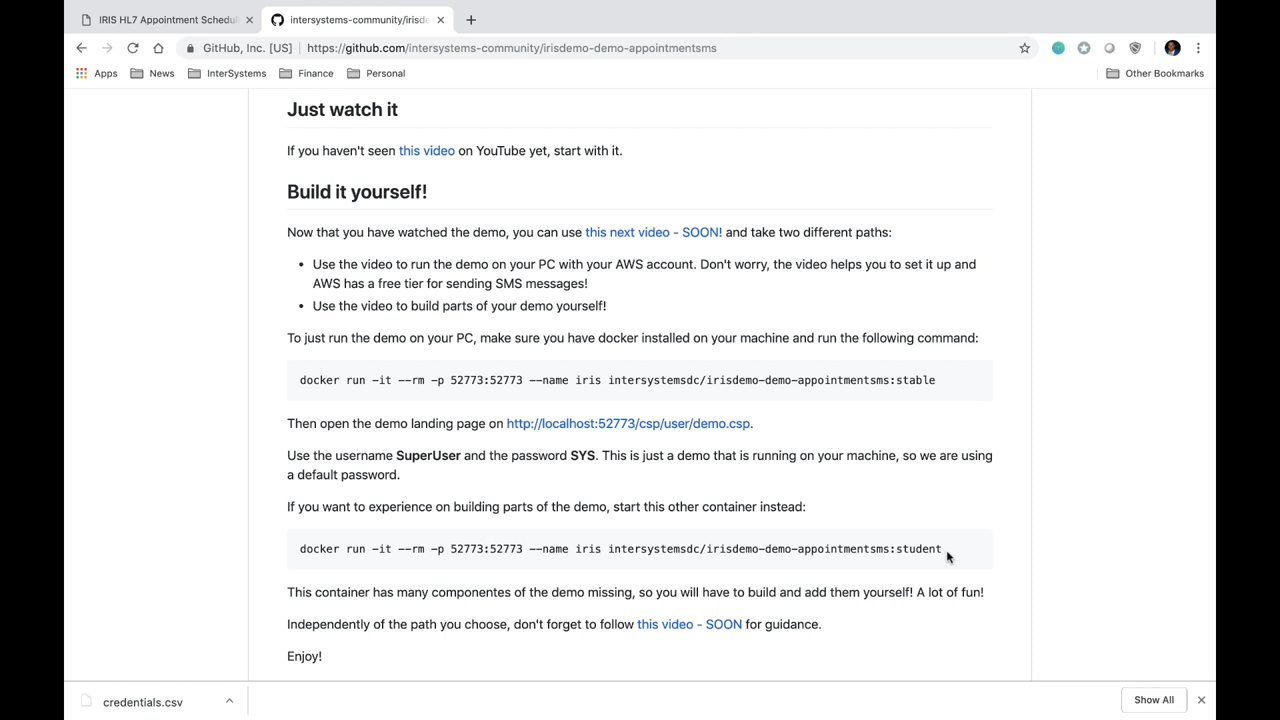 IRIS HL7 Appointment Scheduli
intersystems-community/irisde
GitHub, Inc. [US]
https://github.com/intersystems-community/irisdemo-demo-appointmentsms
Apps
News
InterSystems
Finance
Personal
Other Bookmarks
Just watch it
If you haven't seen this video on YouTube yet, start with it.
Build it yourself!
Now that you have watched the demo, you can use this next video - SOON! and take two different paths:
• Use the video to run the demo on your PC with your AWS account. Don't worry, the video helps you to set it up and
AWS has a free tier for sending SMS messages!
• Use the video to build parts of your demo yourself!
To just run the demo on your PC, make sure you have docker installed on your machine and run the following command:
docker run -it --rm -p 52773:52773 --name iris intersystemsdc/irisdemo-demo-appointmentsms:stable
Then open the demo landing page on http://localhost:52773/csp/user/demo.csp.
Use the username SuperUser and the password SYS. This is just a demo that is running on your machine, so we are using
a default password.
If you want to experience on building parts of the demo, start this other container instead:
docker run -it --rm -p 52773:52773 --name iris intersystemsdc/irisdemo-demo-appointmentsms:student
This container has many componentes of the demo missing, so you will have to build and add them yourself! A lot of fun!
Independently of the path you choose, don't forget to follow this video - SOON for guidance.
Enjoy!
credentials.csv
Show All